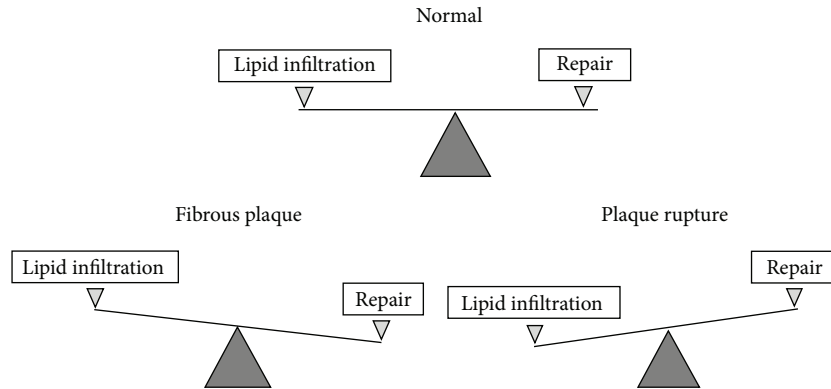 Normal
Lipid infiltration
Repair
Fibrous plaque
Plaque rupture
Lipid infiltration
Repair
Repair
Lipid infiltration